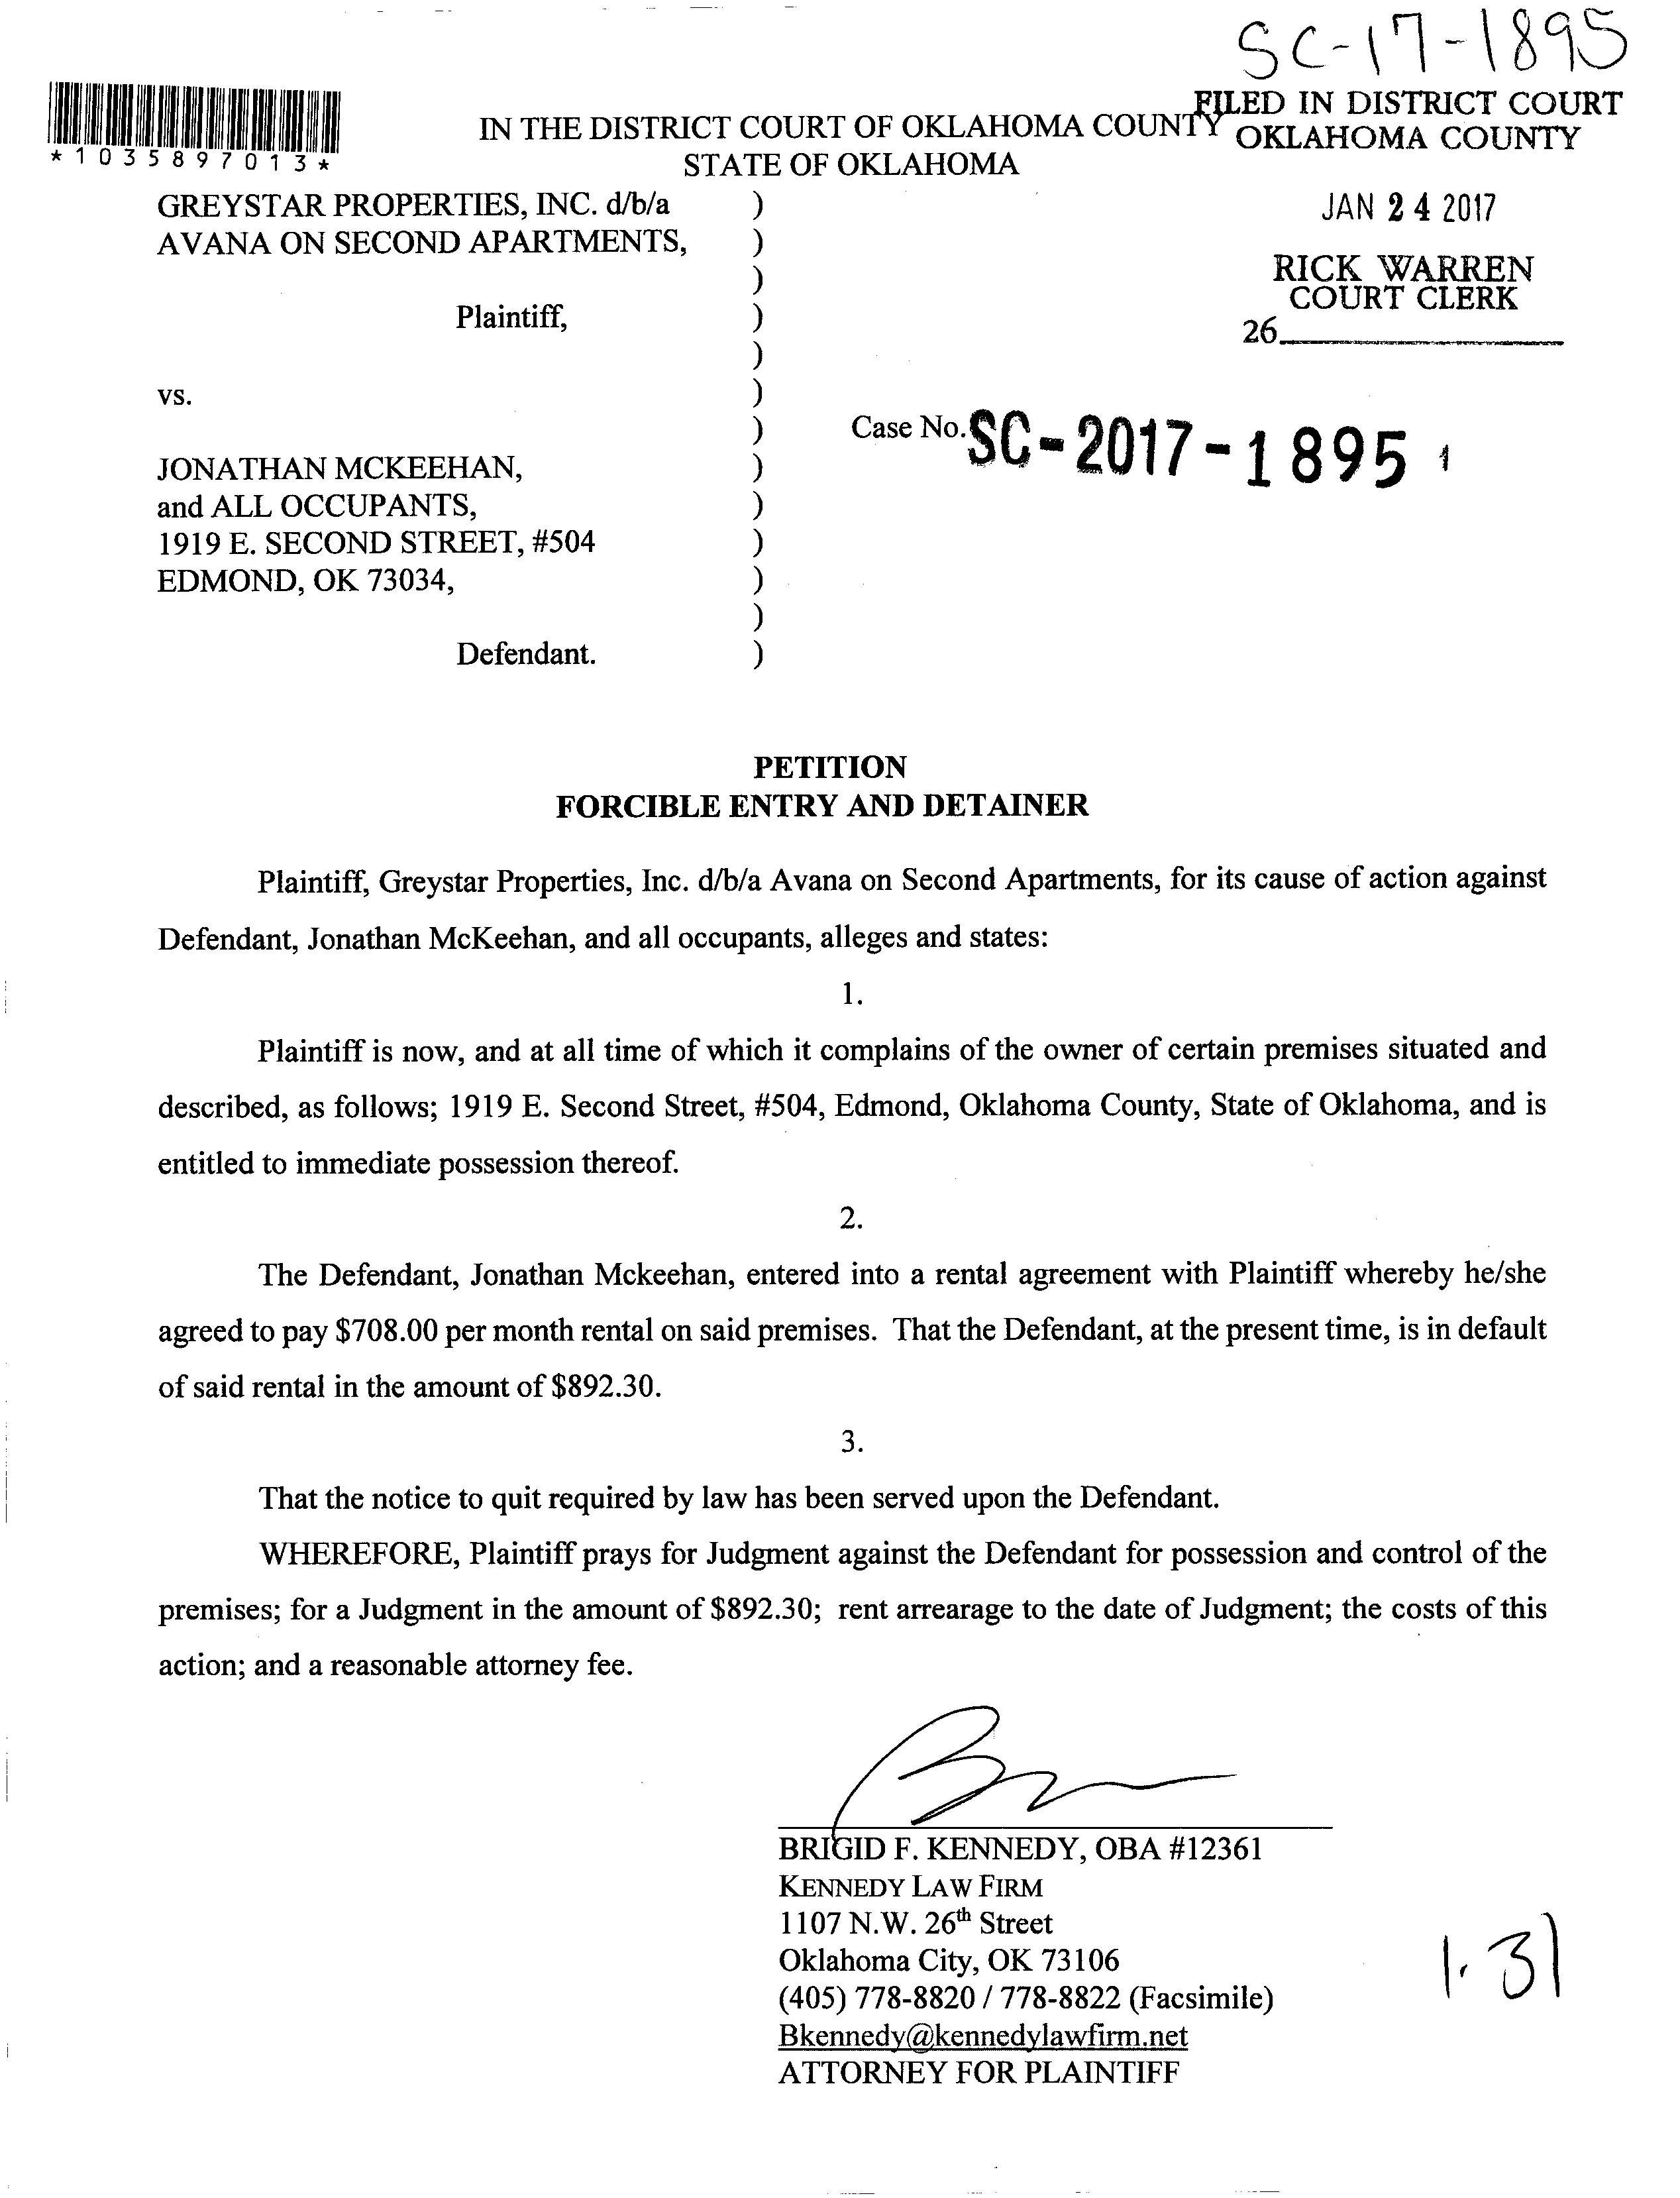 SC-17-1895
*1035897013*
IN THE DISTRICT COURT OF OKLAHOMA COUNTY
STATE OF OKLAHOMA
FILED IN DISTRICT COURT
OKLAHOMA COUNTY
JAN 24 2017
RICK WARREN
COURT CLERK
26
GREYSTAR PROPERTIES, INC. d/b/a )
AVANA ON SECOND APARTMENTS, )
)
Plaintiff, )
)
vs. )
) Case No. SC-2017-1895
JONATHAN MCKEEHAN, )
and ALL OCCUPANTS, )
1919 E. SECOND STREET, #504 )
EDMOND, OK 73034, )
)
Defendant. )
PETITION
FORCIBLE ENTRY AND DETAINER
Plaintiff, Greystar Properties, Inc. d/b/a Avana on Second Apartments, for its cause of action against
Defendant, Jonathan McKeehan, and all occupants, alleges and states:
1.
Plaintiff is now, and at all time of which it complains of the owner of certain premises situated and
described, as follows; 1919 E. Second Street, #504, Edmond, Oklahoma County, State of Oklahoma, and is
entitled to immediate possession thereof.
2.
The Defendant, Jonathan Mckeehan, entered into a rental agreement with Plaintiff whereby he/she
agreed to pay $708.00 per month rental on said premises. That the Defendant, at the present time, is in default
of said rental in the amount of $892.30.
3.
That the notice to quit required by law has been served upon the Defendant.
WHEREFORE, Plaintiff prays for Judgment against the Defendant for possession and control of the
premises; for a Judgment in the amount of $892.30; rent arrearage to the date of Judgment; the costs of this
action; and a reasonable attorney fee.
BRIGID F. KENNEDY, OBA #12361
KENNEDY LAW FIRM
1107 N.W. 26th Street
Oklahoma City, OK 73106
(405) 778-8820 / 778-8822 (Facsimile)
Bkennedy@kennedylawfirm.net
ATTORNEY FOR PLAINTIFF
1.31